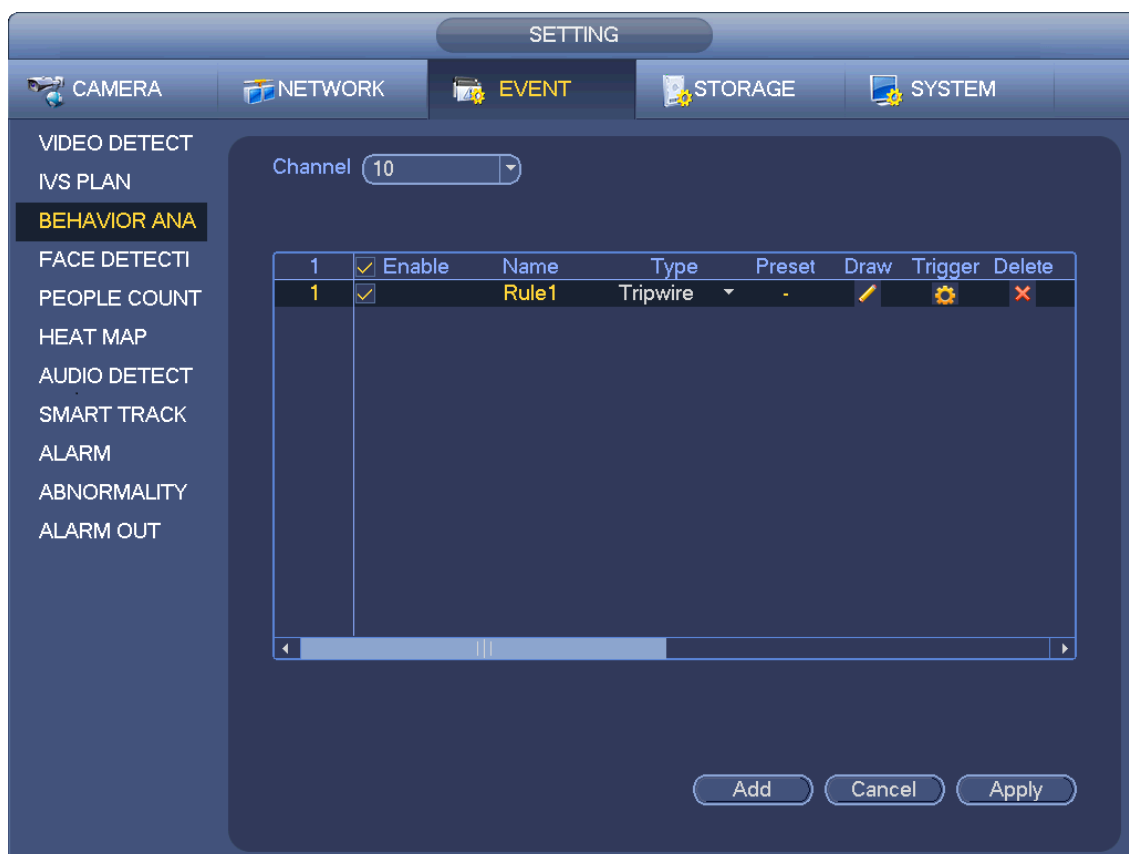 SETTING
CAMERA NETWORK EVENT STORAGE SYSTEM
VIDEO DETECT
IVS PLAN
BEHAVIOR ANA
FACE DETECTI
PEOPLE COUNT
HEAT MAP
AUDIO DETECT
SMART TRACK
ALARM
ABNORMALITY
ALARM OUT
Channel 10
1 Enable Name Type Preset Draw Trigger Delete
1 Rule1 Tripwire -
Add Cancel Apply